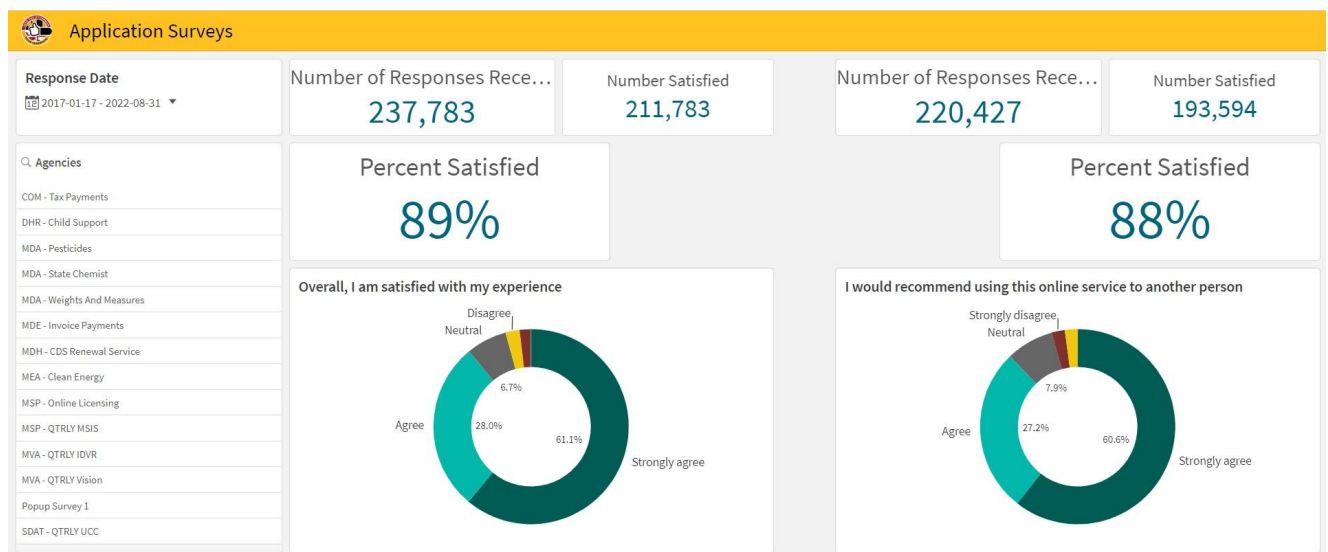 Application Surveys
Response Date
2017-01-17 - 2022-08-31
Agencies
COM - Tax Payments
DHR - Child Support
MDA - Pesticides
MDA - State Chemist
MDA - Weights And Measures
MDE - Invoice Payments
MDH - CDS Renewal Service
MEA - Clean Energy
MSP - Online Licensing
MSP - QTRLY MSIS
MVA - QTRLY IDVR
MVA - QTRLY Vision
Popup Survey 1
SDAT - QTRLY UCC
Number of Responses Rece...
237,783
Number Satisfied
211,783
Percent Satisfied
89%
Overall, I am satisfied with my experience
Disagree
Neutral
6.7%
Agree
28.0%
61.1%
Strongly agree
Number of Responses Rece...
220,427
Number Satisfied
193,594
Percent Satisfied
88%
I would recommend using this online service to another person
Strongly disagree
Neutral
7.9%
Agree
27.2%
60.6%
Strongly agree